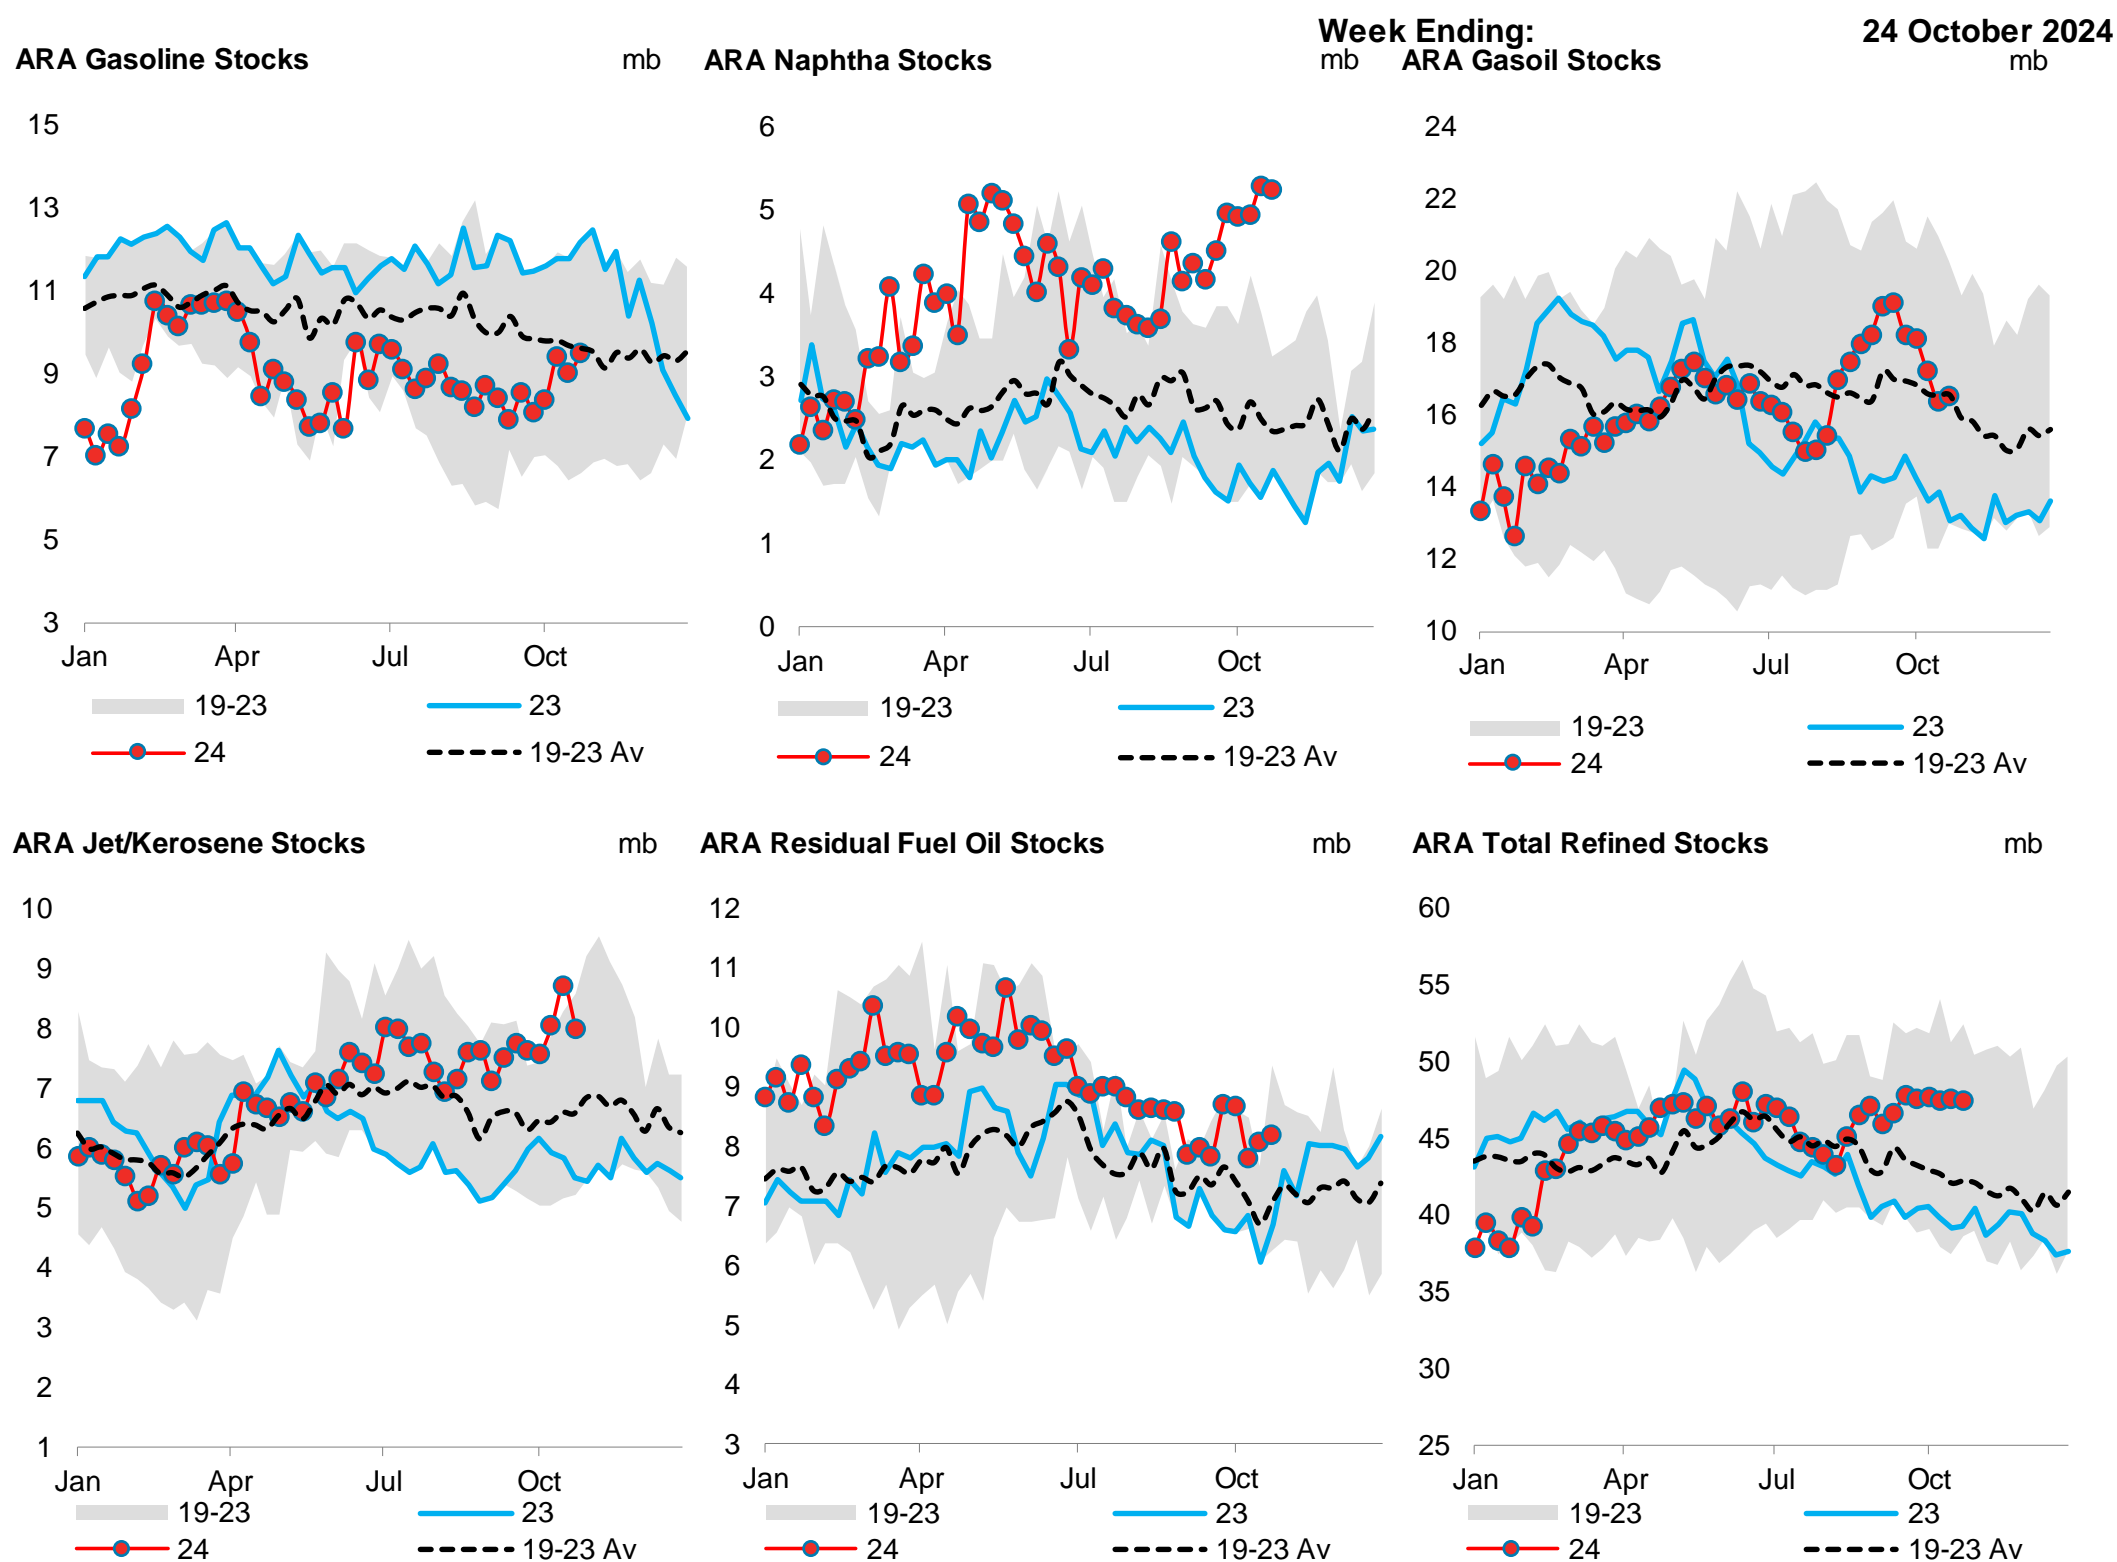 Week Ending: 24 October 2024
ARA Gasoline Stocks mb
15
13
11
9
7
5
3
Jan Apr Jul Oct
19-23 23
24 19-23 Av
ARA Naphtha Stocks mb
6
5
4
3
2
1
0
Jan Apr Jul Oct
19-23 23
24 19-23 Av
ARA Gasoil Stocks mb
24
22
20
18
16
14
12
10
Jan Apr Jul Oct
19-23 23
24 19-23 Av
ARA Jet/Kerosene Stocks mb
10
9
8
7
6
5
4
3
2
1
Jan Apr Jul Oct
19-23 23
24 19-23 Av
ARA Residual Fuel Oil Stocks mb
12
11
10
9
8
7
6
5
4
3
Jan Apr Jul Oct
19-23 23
24 19-23 Av
ARA Total Refined Stocks mb
60
55
50
45
40
35
30
25
Jan Apr Jul Oct
19-23 23
24 19-23 Av